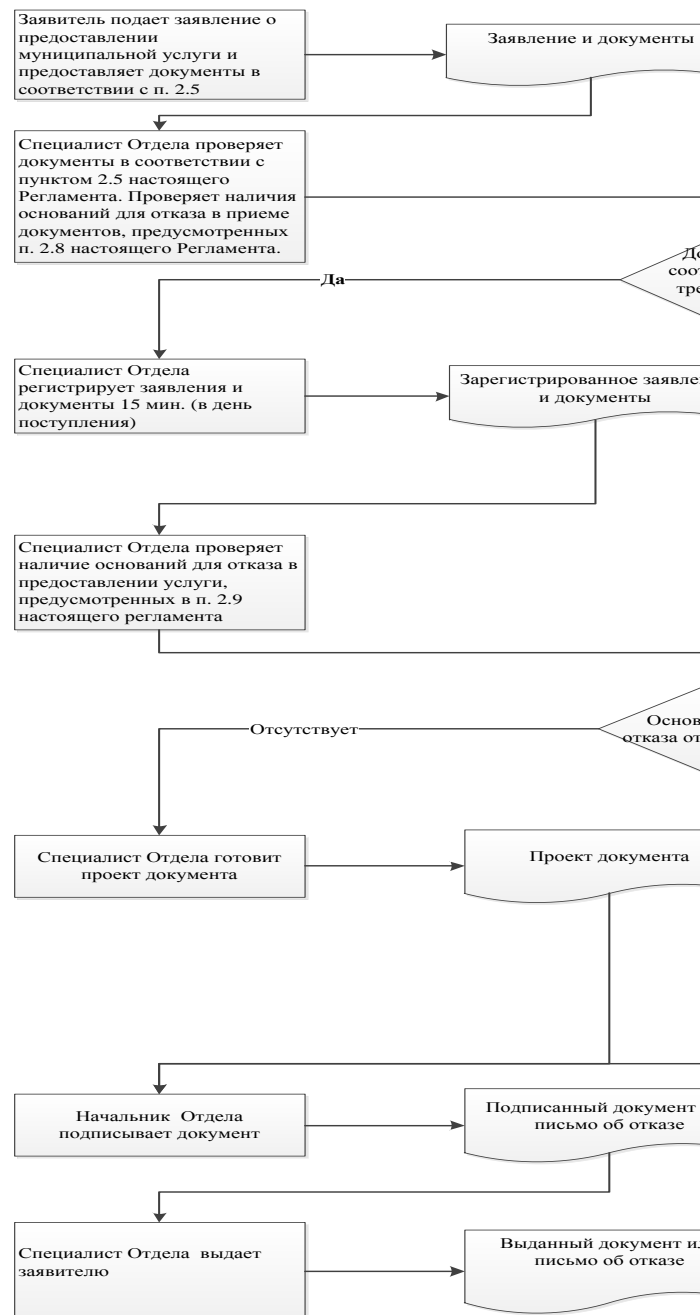 Заявитель подает заявление о
предоставлении
муниципальной услуги и
предоставляет документы в
соответствии с п. 2.5
Заявление и документы
Специалист Отдела проверяет
документы в соответствии с
пунктом 2.5 настоящего
Регламента. Проверяет наличия
оснований для отказа в приеме
документов, предусмотренных
п. 2.8 настоящего Регламента.
Да
Специалист Отдела
регистрирует заявления и
документы 15 мин. (в день
поступления)
Зарегистрированное
и документы
Специалист Отдела проверяет
наличие оснований для отказа в
предоставлении услуги,
предусмотренных в п. 2.9
настоящего регламента
Отсутствует
отказа
Специалист Отдела готовит
проект документа
Проект документа
Начальник Отдела
подписывает документ
Подписанный документ
письмо об отказе
Специалист Отдела выдает
заявителю
Выданный документ
письмо об отказе